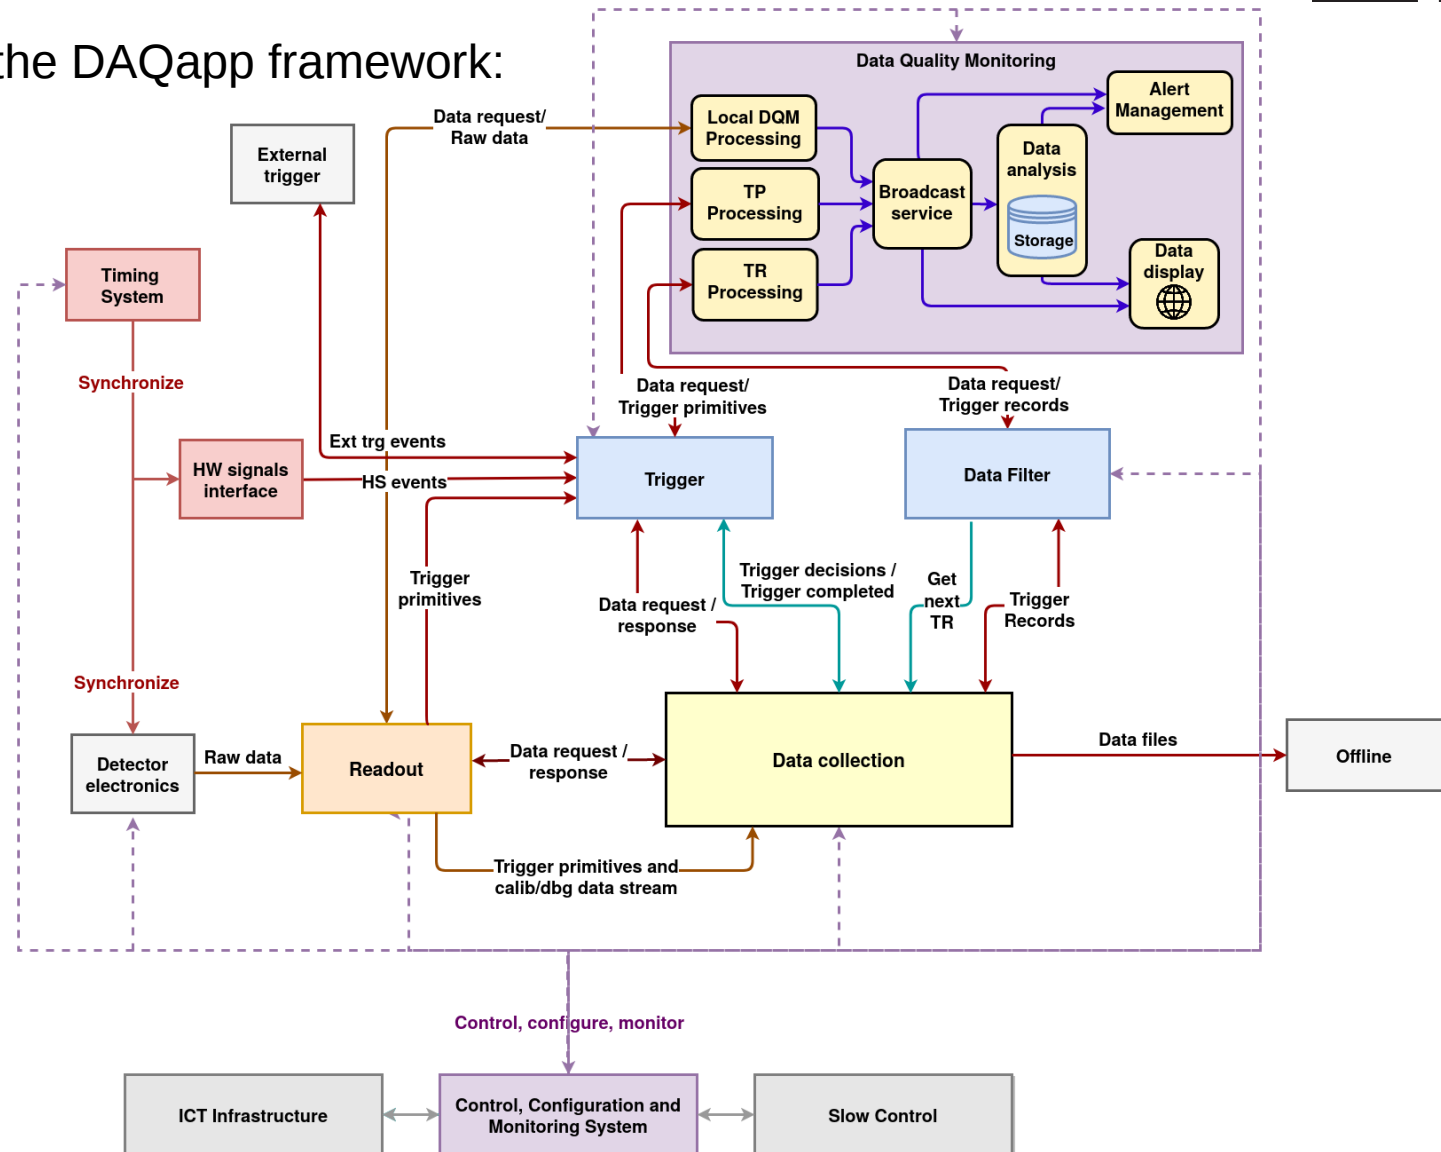 the DAQapp framework:
Data Quality Monitoring
Alert
Management
Local DQM
Processing
Data
analysis
Storage
TP
Processing
Broadcast
service
TR
Processing
Data
display
Data request/
Raw data
External
trigger
Timing
System
Synchronize
Data request/
Trigger primitives
Data request/
Trigger records
Ext trg events
HW signals
interface
HS events
Trigger
Data Filter
Trigger
primitives
Trigger decisions /
Trigger completed
Data request /
response
Get
next
TR
Trigger
Records
Synchronize
Detector
electronics
Raw data
Readout
Data request /
response
Data collection
Data files
Offline
Trigger primitives and
calib/dbg data stream
Control, configure, monitor
ICT Infrastructure
Control, Configuration and
Monitoring System
Slow Control